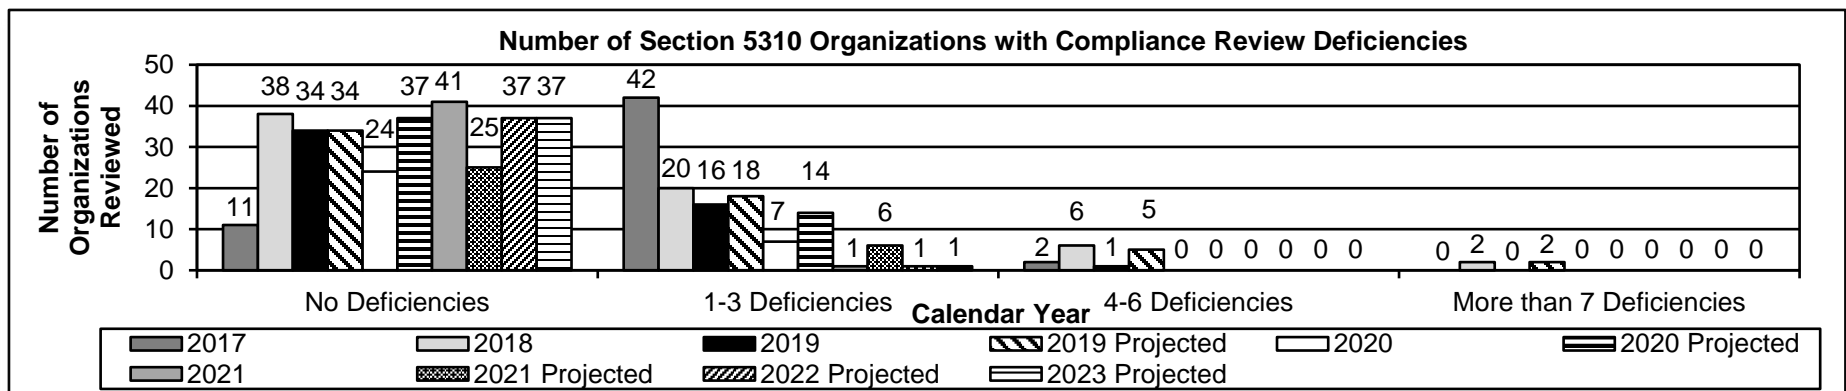 Number of Section 5310 Organizations with Compliance Review Deficiencies
Number of
Organizations
Reviewed
50
40
30
20
10
0
11 38 34 34 24 37 41 25 37 37
42 20 16 18 7 14 1 6 1 1
2 6 1 5 0 0 0 0 0 0
0 2 0 2 0 0 0 0 0 0
No Deficiencies 1-3 Deficiencies 4-6 Deficiencies More than 7 Deficiencies
Calendar Year
2017 2018 2019 2019 Projected 2020 2020 Projected
2021 2021 Projected 2022 Projected 2023 Projected